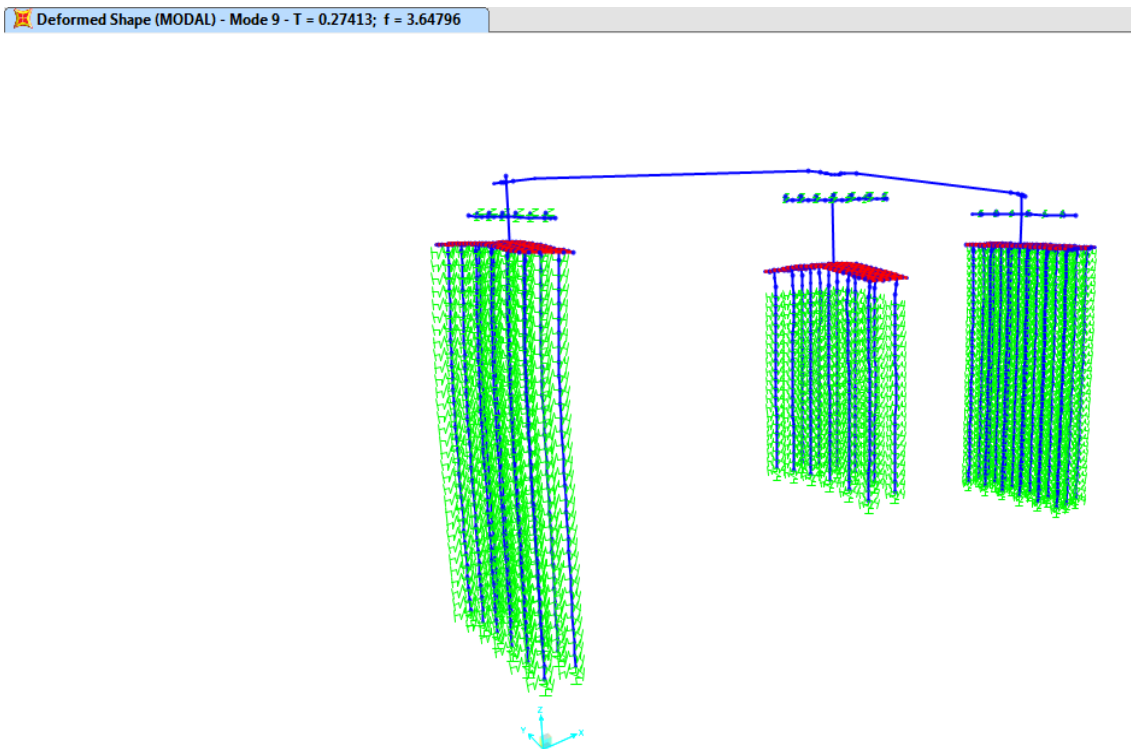 Deformed Shape (MODAL) - Mode 9 - T = 0.27413; f = 3.64796
Z
Y
X